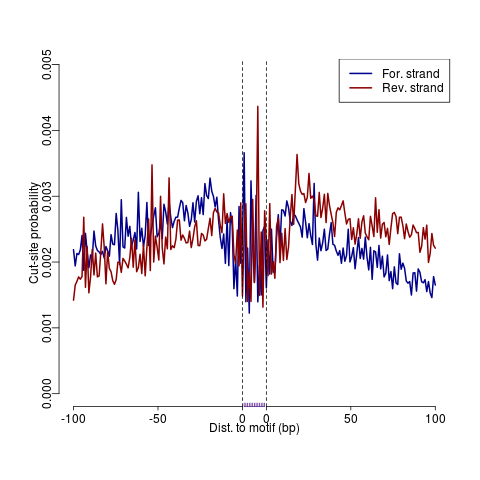 For. strand
Rev. strand
Cut-site probability
0.005
0.004
0.003
0.002
0.001
0.000
-100 -50 0 0 50 100
Dist. to motif (bp)